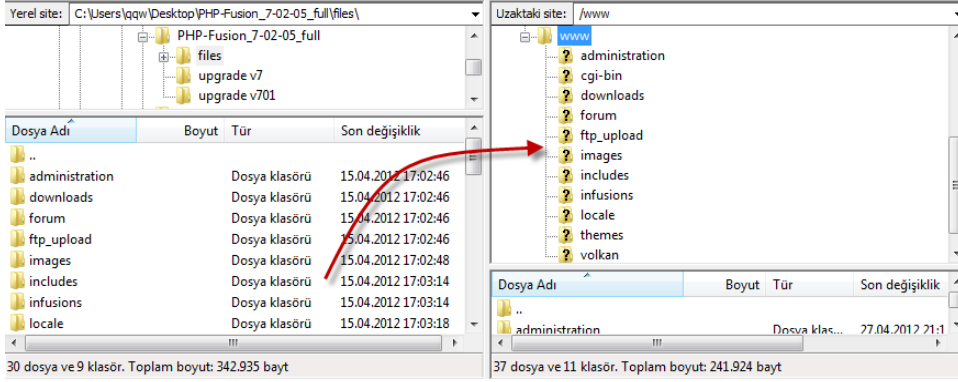 Yerel site: C:\Users\qqw\Desktop\PHP-Fusion_7-02-05_full\files\
PHP-Fusion_7-02-05_full
files
upgrade v7
upgrade v701
Dosya Adı Boyut Tür Son değişiklik
..
administration Dosya klasörü 15.04.2012 17:02:46
downloads Dosya klasörü 15.04.2012 17:02:46
forum Dosya klasörü 15.04.2012 17:02:46
ftp_upload Dosya klasörü 15.04.2012 17:02:46
images Dosya klasörü 15.04.2012 17:02:48
includes Dosya klasörü 15.04.2012 17:03:14
infusions Dosya klasörü 15.04.2012 17:03:14
locale Dosya klasörü 15.04.2012 17:03:18
30 dosya ve 9 klasör. Toplam boyut: 342.935 bayt
Uzaktaki site: /www
www
administration
cgi-bin
downloads
forum
ftp_upload
images
includes
infusions
locale
themes
volkan
Dosya Adı Boyut Tür Son değişiklik
..
administration Dosya klas... 27.04.2012 21:1
37 dosya ve 11 klasör. Toplam boyut: 241.924 bayt